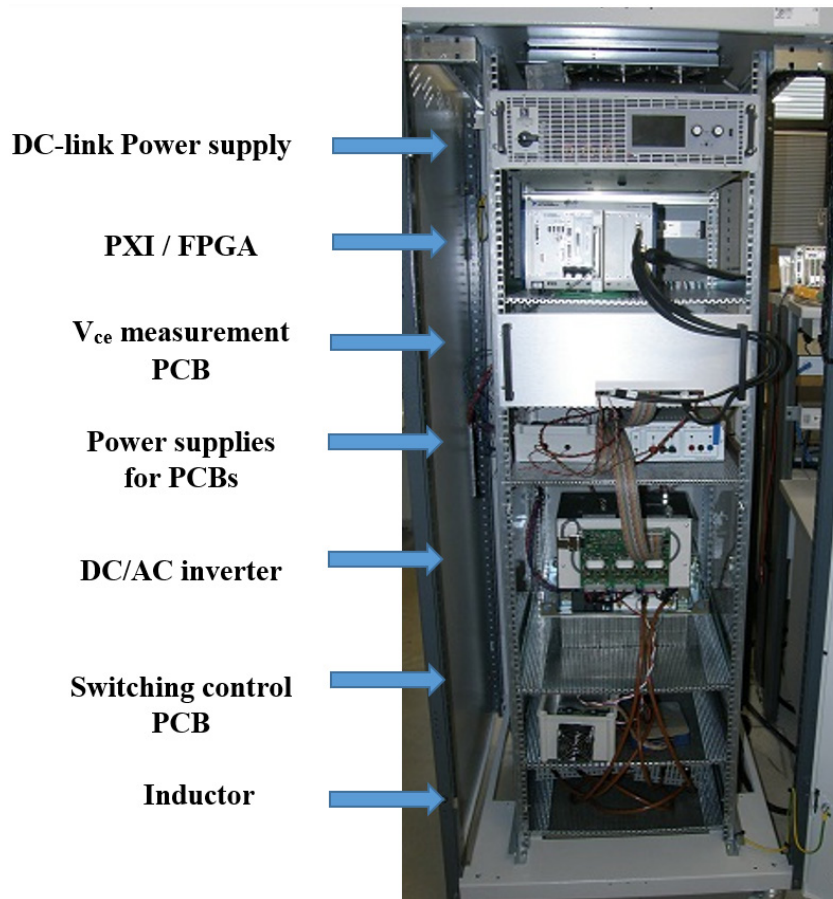 DC-link Power supply
PXI / FPGA
Vce measurement
PCB
Power supplies
for PCBs
DC/AC inverter
Switching control
PCB
Inductor